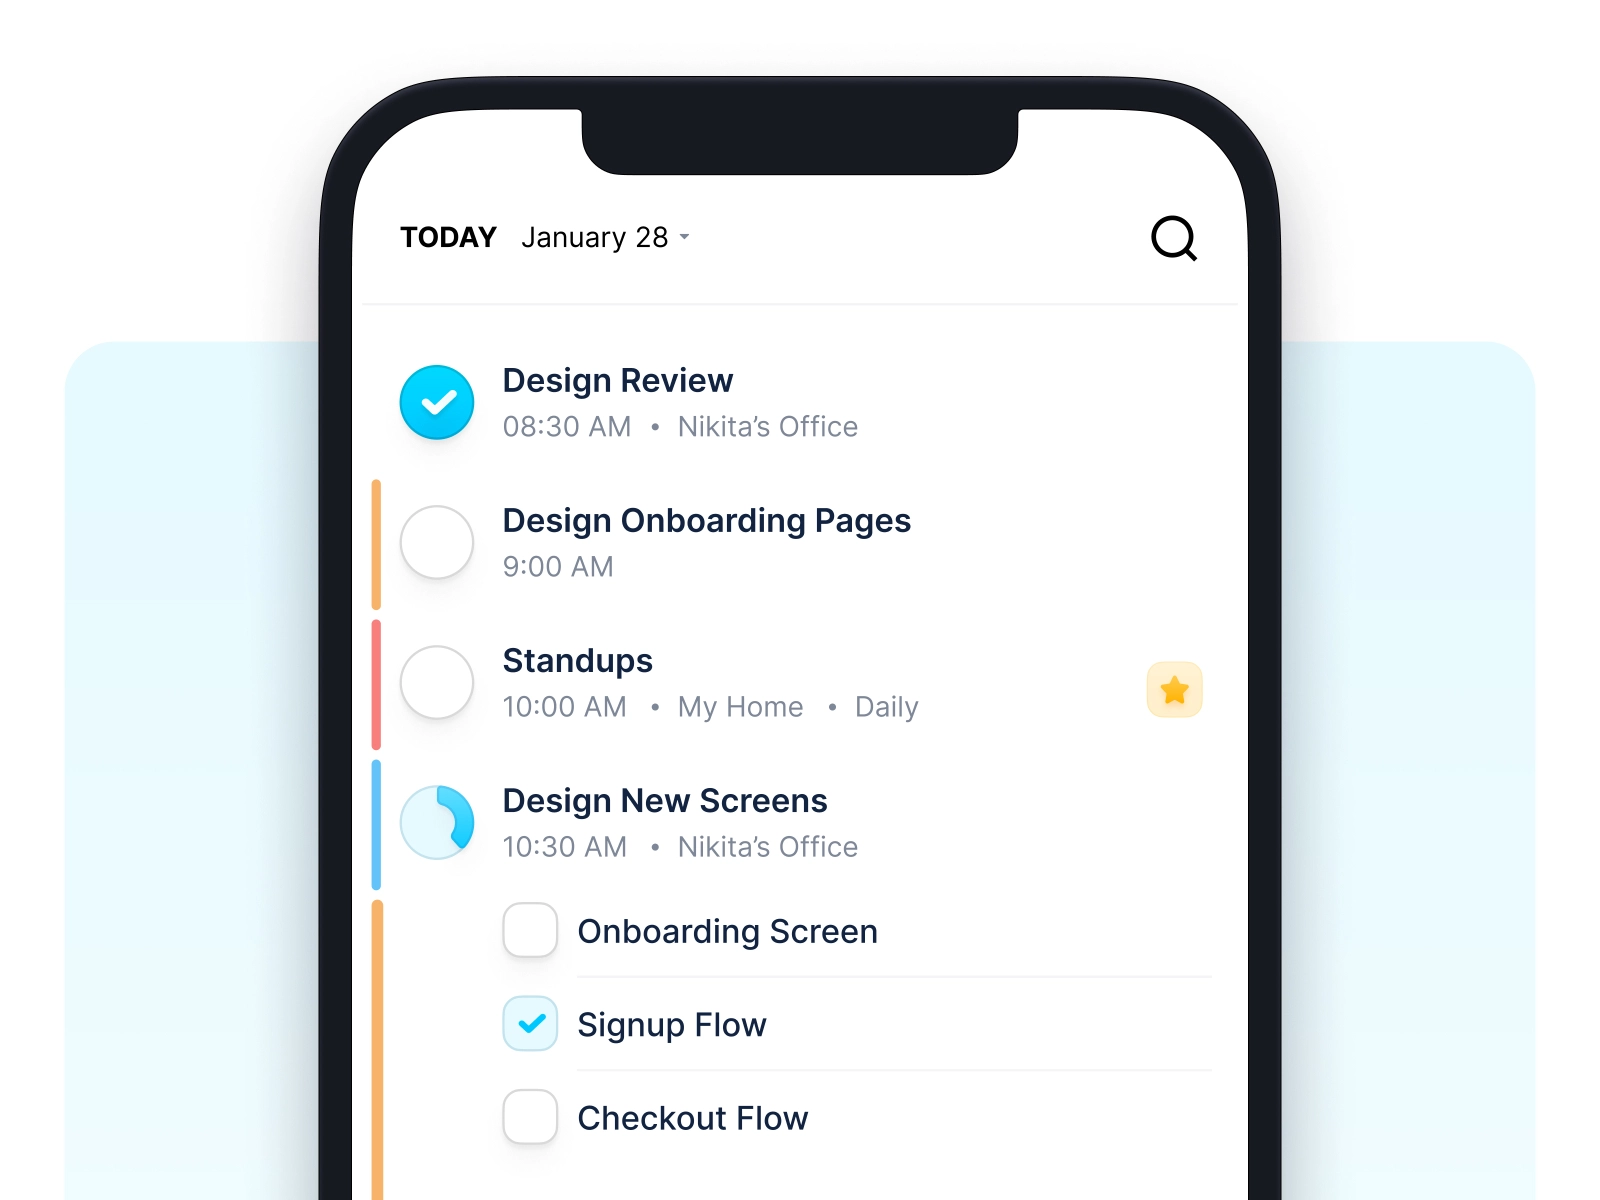 TODAY January 28
Design Review
08:30 AM • Nikita’s Office
Design Onboarding Pages
9:00 AM
Standups
10:00 AM • My Home • Daily
Design New Screens
10:30 AM • Nikita’s Office
Onboarding Screen
Signup Flow
Checkout Flow